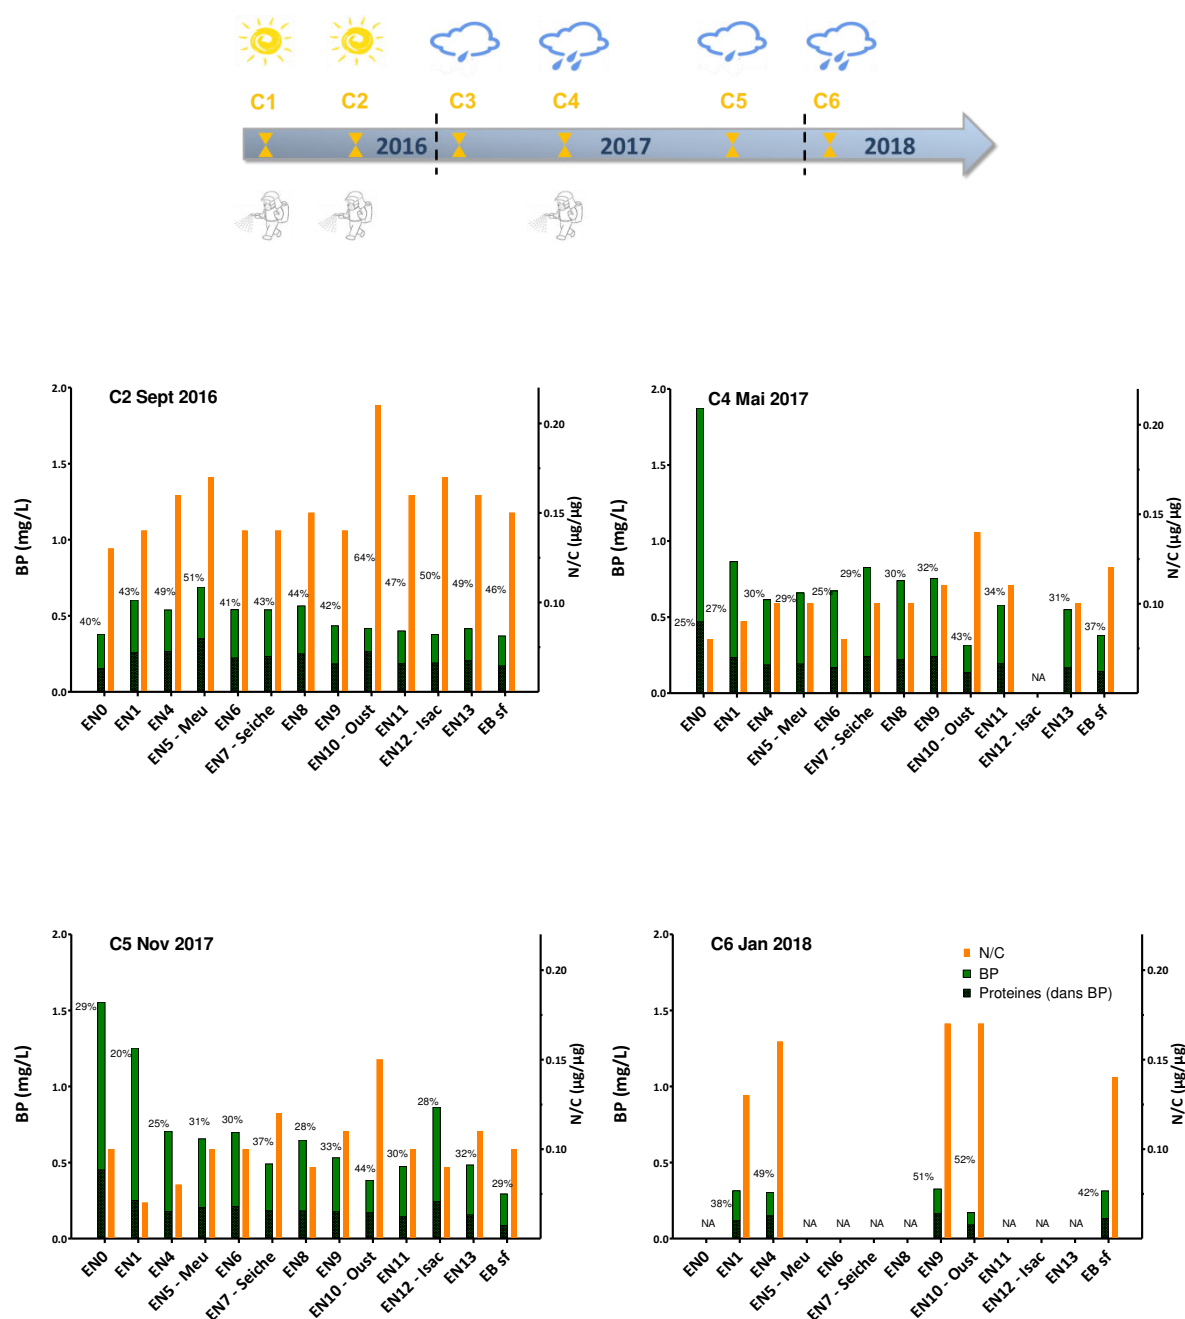 C1 C2 C3 C4 C5 C6
2016 2017 2018
C2 Sept 2016
BP (mg/L)
2.0
1.5
1.0
0.5
0.0
N/C (µg/µg)
0.20
0.15
0.10
40% 43% 49% 51% 41% 43% 44% 42% 64% 47% 50% 49% 46%
EN0 EN1 EN4 EN5 - Meu EN6 EN7 - Seiche EN8 EN9 EN10 - Oust EN11 EN12 - Isac EN13 EB sf
C4 Mai 2017
BP (mg/L)
2.0
1.5
1.0
0.5
0.0
N/C (µg/µg)
0.20
0.15
0.10
25% 27% 30% 29% 25% 29% 30% 32% 43% 34% NA 31% 37%
EN0 EN1 EN4 EN5 - Meu EN6 EN7 - Seiche EN8 EN9 EN10 - Oust EN11 EN12 - Isac EN13 EB sf
C5 Nov 2017
BP (mg/L)
2.0
1.5
1.0
0.5
0.0
N/C (µg/µg)
0.20
0.15
0.10
29% 20% 25% 31% 30% 37% 28% 33% 44% 30% 28% 32% 29%
EN0 EN1 EN4 EN5 - Meu EN6 EN7 - Seiche EN8 EN9 EN10 - Oust EN11 EN12 - Isac EN13 EB sf
C6 Jan 2018
N/C
BP
Proteines (dans BP)
BP (mg/L)
2.0
1.5
1.0
0.5
0.0
N/C (µg/µg)
0.20
0.15
0.10
NA 38% 49% NA NA NA NA 51% 52% NA NA NA 42%
EN0 EN1 EN4 EN5 - Meu EN6 EN7 - Seiche EN8 EN9 EN10 - Oust EN11 EN12 - Isac EN13 EB sf